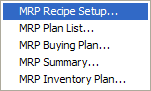 MRP Recipe Setup...
MRP Plan List...
MRP Buying Plan...
MRP Summary...
MRP Inventory Plan...